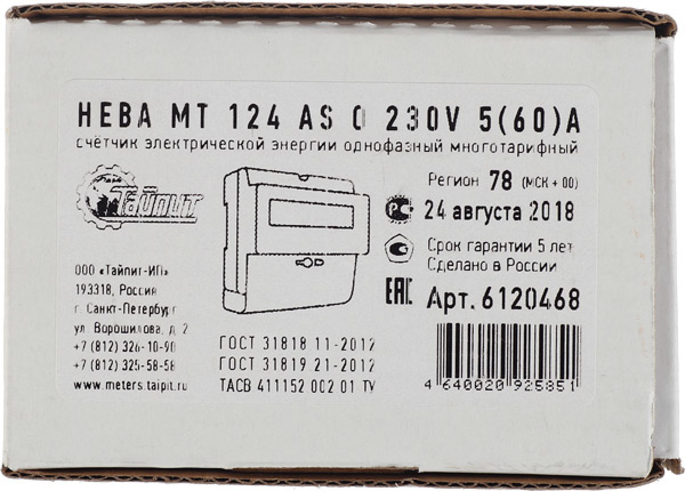 НЕВА МТ 124 AS O 230V 5(60)A
счётчик электрической энергии однофазный многотарифный
Тайпит
Регион 78 (МСК + 00)
24 августа 2018
Срок гарантии 5 лет
Сделано в России
ООО «Тайпит-ИП»
193318, Россия
г. Санкт-Петербург
ул. Ворошилова, д. 2
+7 (812) 326-10-90
+7 (812) 325-58-58
www.meters.taipit.ru
ГОСТ 31818 11-2012
ГОСТ 31819 21-2012
ТАСВ 411152 002 01 ТУ
ЕАС Арт. 6120468
4 640020 925851